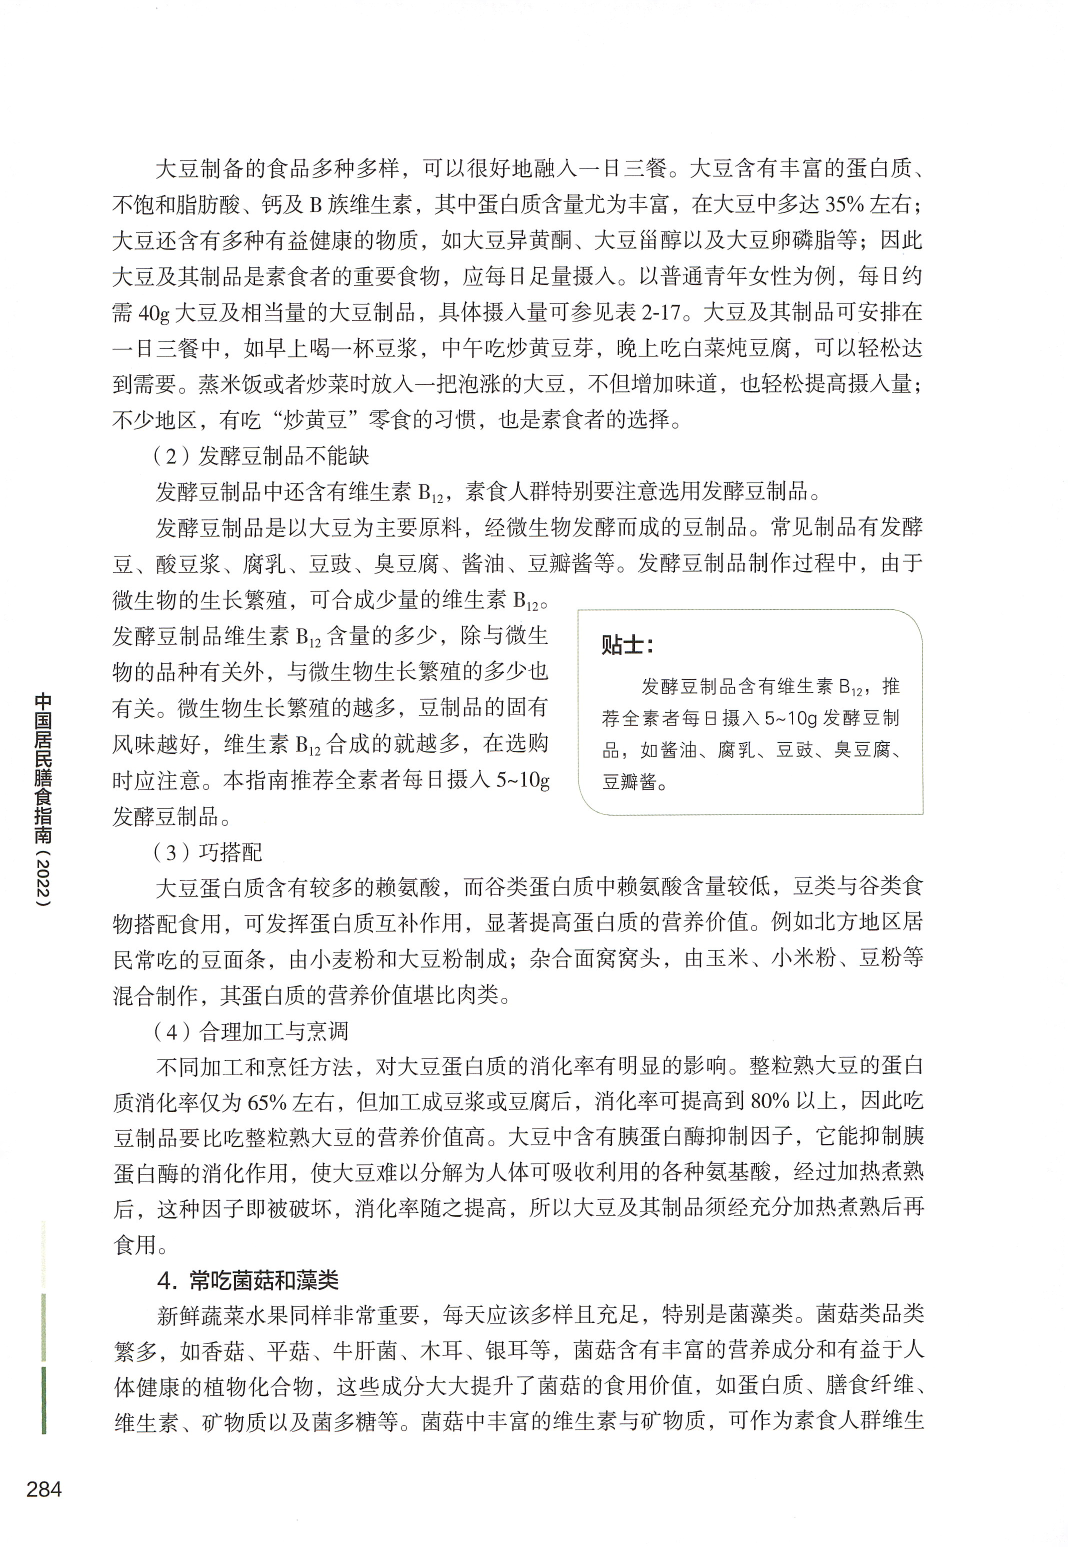 大豆制备的食品多种多样，可以很好地融入一日三餐。大豆含有丰富的蛋白质、
不饱和脂肪酸、钙及 B 族维生素，其中蛋白质含量尤为丰富，在大豆中多达 35% 左右；
大豆还含有多种有益健康的物质，如大豆异黄酮、大豆甾醇以及大豆卵磷脂等；因此
大豆及其制品是素食者的重要食物，应每日足量摄入。以普通青年女性为例，每日约
需 40g 大豆及相当量的大豆制品，具体摄入量可参见表 2-17。大豆及其制品可安排在
一日三餐中，如早上喝一杯豆浆，中午吃炒黄豆芽，晚上吃白菜炖豆腐，可以轻松达
到需要。蒸米饭或者炒菜时放入一把泡涨的大豆，不但增加味道，也轻松提高摄入量；
不少地区，有吃“炒黄豆”零食的习惯，也是素食者的选择。
（2）发酵豆制品不能缺
发酵豆制品中还含有维生素 B₁₂，素食人群特别要注意选用发酵豆制品。
发酵豆制品是以大豆为主要原料，经微生物发酵而成的豆制品。常见制品有发酵
豆、酸豆浆、腐乳、豆豉、臭豆腐、酱油、豆瓣酱等。发酵豆制品制作过程中，由于
微生物的生长繁殖，可合成少量的维生素 B₁₂。
发酵豆制品维生素 B₁₂ 含量的多少，除与微生
物的品种有关外，与微生物生长繁殖的多少也
有关。微生物生长繁殖的越多，豆制品的固有
风味越好，维生素 B₁₂ 合成的就越多，在选购
时应注意。本指南推荐全素者每日摄入 5~10g
发酵豆制品。
贴士：
发酵豆制品含有维生素 B₁₂，推
荐全素者每日摄入 5~10g 发酵豆制
品，如酱油、腐乳、豆豉、臭豆腐、
豆瓣酱。
（3）巧搭配
大豆蛋白质含有较多的赖氨酸，而谷类蛋白质中赖氨酸含量较低，豆类与谷类食
物搭配食用，可发挥蛋白质互补作用，显著提高蛋白质的营养价值。例如北方地区居
民常吃的豆面条，由小麦粉和大豆粉制成；杂合面窝窝头，由玉米、小米粉、豆粉等
混合制作，其蛋白质的营养价值堪比肉类。
（4）合理加工与烹调
不同加工和烹饪方法，对大豆蛋白质的消化率有明显的影响。整粒熟大豆的蛋白
质消化率仅为 65% 左右，但加工成豆浆或豆腐后，消化率可提高到 80% 以上，因此吃
豆制品要比吃整粒熟大豆的营养价值高。大豆中含有胰蛋白酶抑制因子，它能抑制胰
蛋白酶的消化作用，使大豆难以分解为人体可吸收利用的各种氨基酸，经过加热煮熟
后，这种因子即被破坏，消化率随之提高，所以大豆及其制品须经充分加热煮熟后再
食用。
4. 常吃菌菇和藻类
新鲜蔬菜水果同样非常重要，每天应该多样且充足，特别是菌藻类。菌菇类品类
繁多，如香菇、平菇、牛肝菌、木耳、银耳等，菌菇含有丰富的营养成分和有益于人
体健康的植物化合物，这些成分大大提升了菌菇的食用价值，如蛋白质、膳食纤维、
维生素、矿物质以及菌多糖等。菌菇中丰富的维生素与矿物质，可作为素食人群维生
中国居民膳食指南（2022）
284